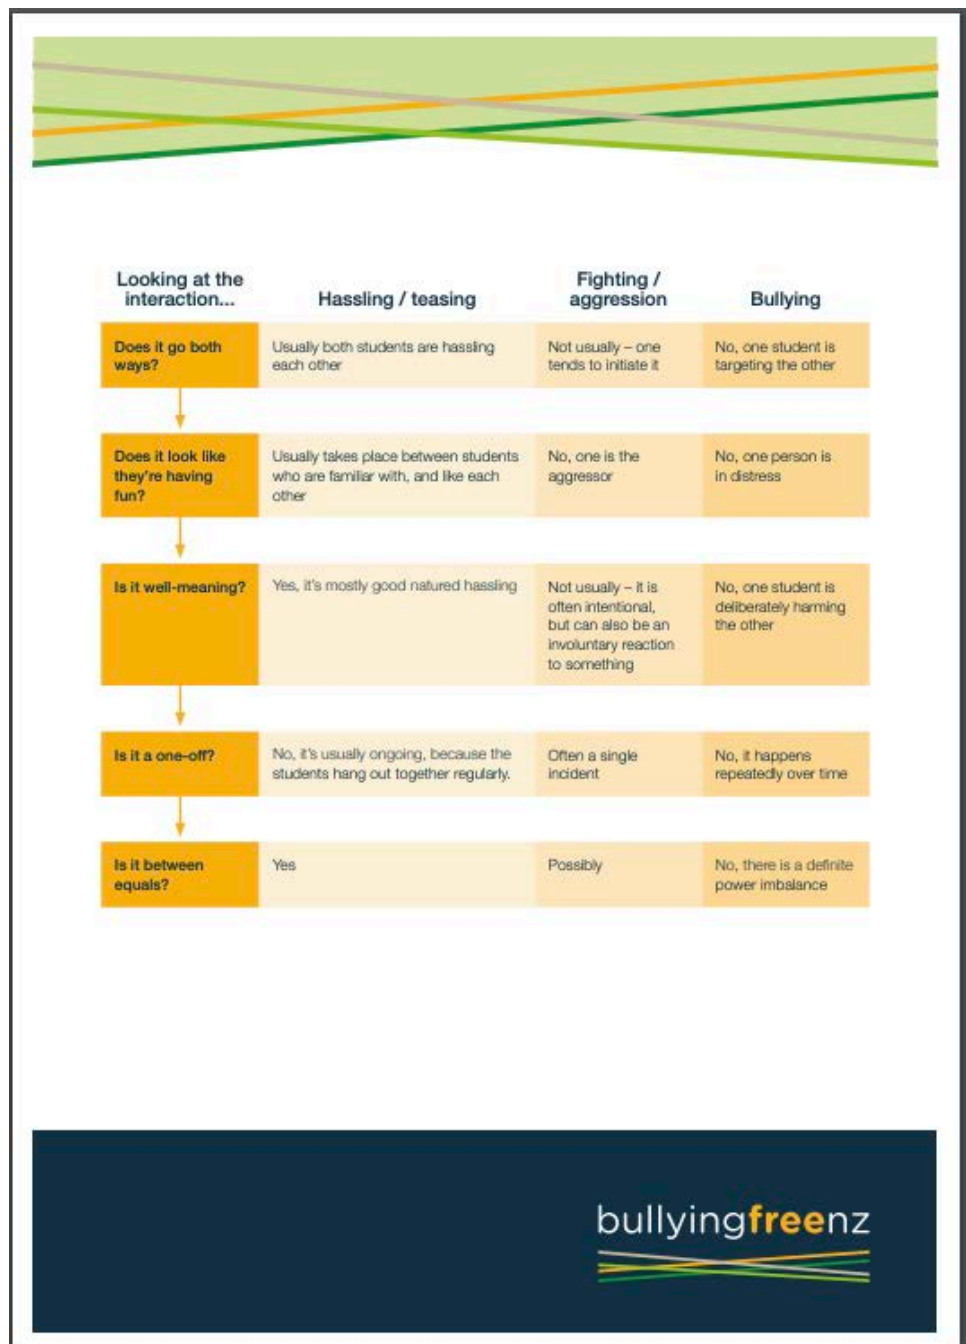 Looking at the
interaction...
Hassling / teasing
Fighting /
aggression
Bullying
Does it go both
ways?
Usually both students are hassling
each other
Not usually – one
tends to initiate it
No, one student is
targeting the other
Does it look like
they're having
fun?
Usually takes place between students
who are familiar with, and like each
other
No, one is the
aggressor
No, one person is
in distress
Is it well-meaning?
Yes, it's mostly good natured hassling
Not usually – it is
often intentional,
but can also be an
involuntary reaction
to something
No, one student is
deliberately harming
the other
Is it a one-off?
No, it's usually ongoing, because the
students hang out together regularly.
Often a single
incident
No, it happens
repeatedly over time
Is it between
equals?
Yes
Possibly
No, there is a definite
power imbalance
bullyingfreenz